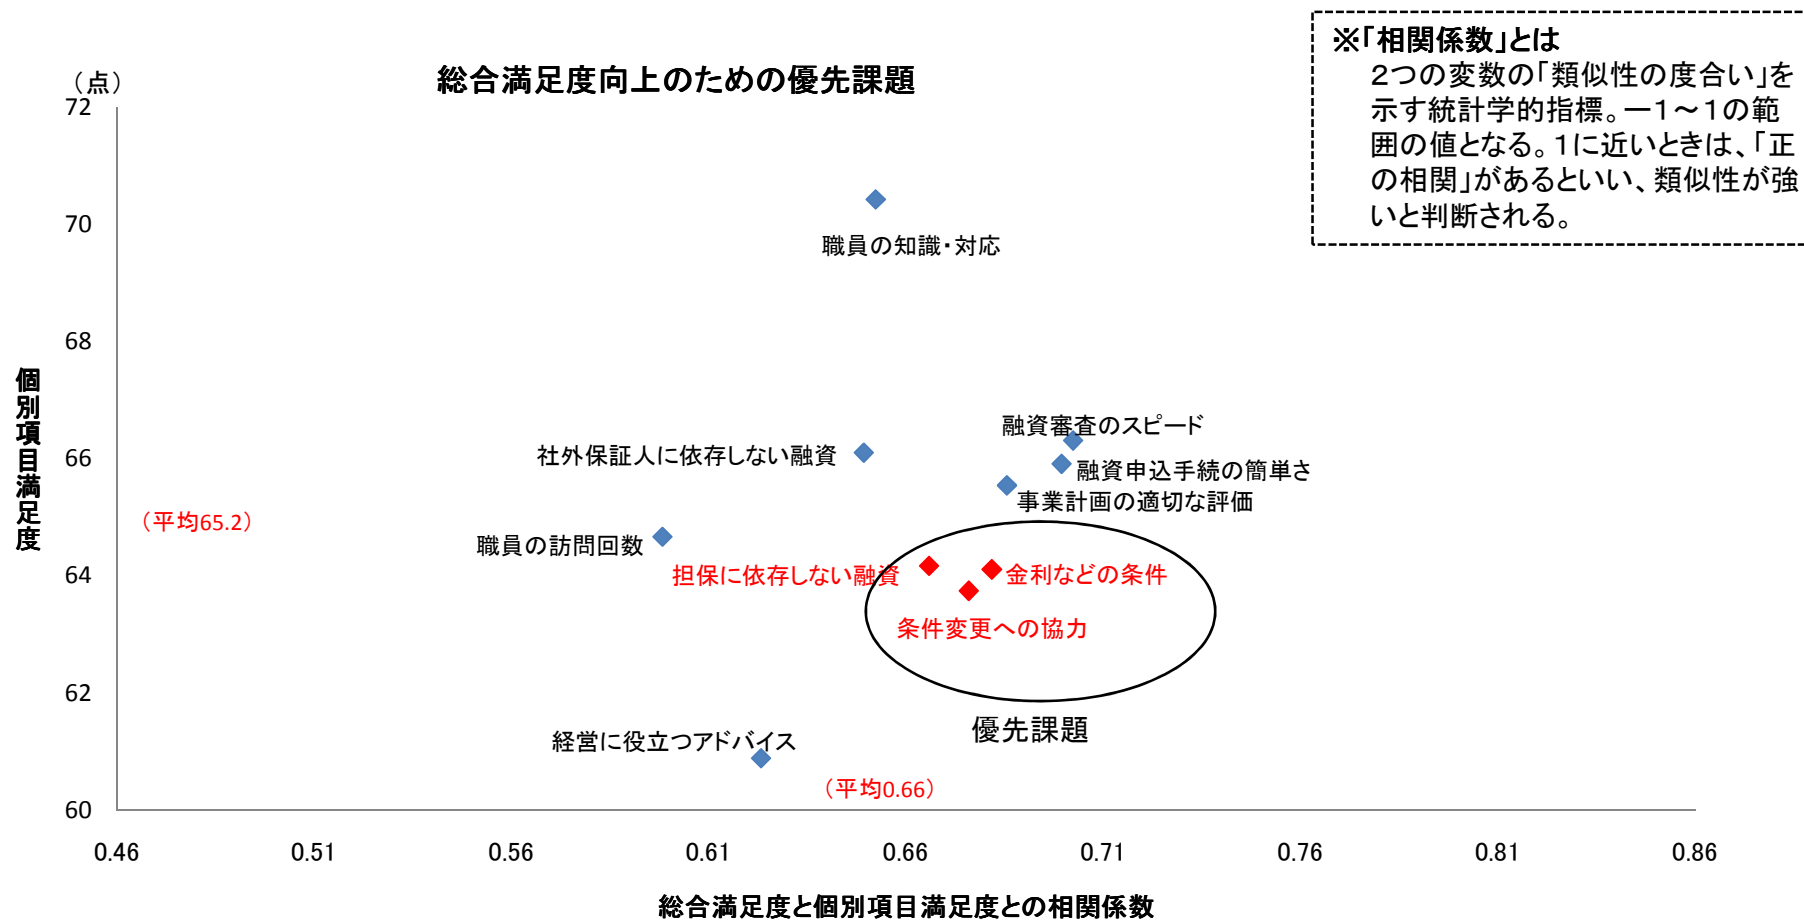 ※「相関係数」とは
２つの変数の「類似性の度合い」を
示す統計学的指標。ー１～１の範
囲の値となる。１に近いときは、「正
の相関」があるといい、類似性が強
いと判断される。
総合満足度向上のための優先課題
（点）
72
70
68
66
64
62
60
個別項目満足度
職員の知識・対応
融資審査のスピード
社外保証人に依存しない融資
融資申込手続の簡単さ
事業計画の適切な評価
（平均65.2）
職員の訪問回数
担保に依存しない融資
金利などの条件
条件変更への協力
優先課題
経営に役立つアドバイス
（平均0.66）
0.46 0.51 0.56 0.61 0.66 0.71 0.76 0.81 0.86
総合満足度と個別項目満足度との相関係数